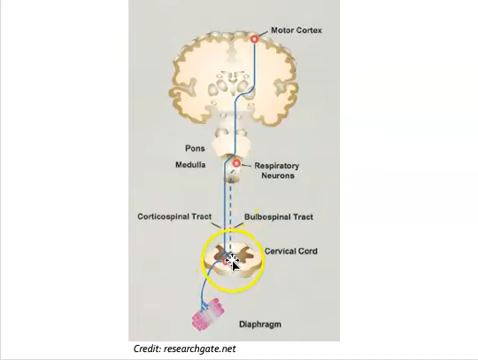 Motor Cortex
Pons
Medulla
Respiratory
Neurons
Corticospinal Tract
Bulbospinal Tract
Cervical Cord
Diaphragm
Credit: researchgate.net